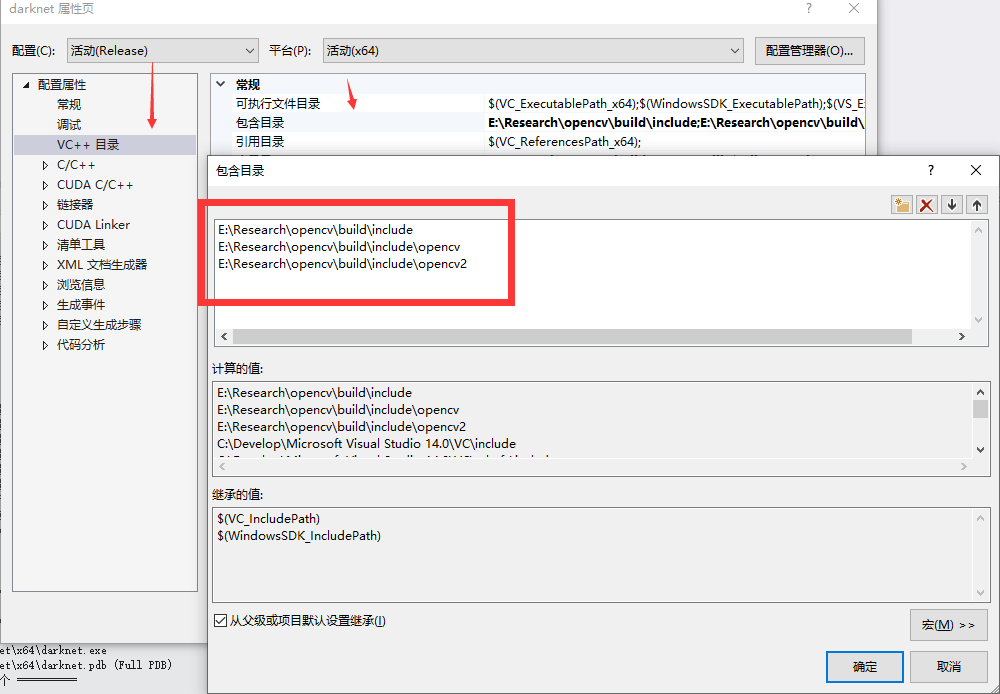 darknet 属性页
配置(C): 活动(Release) 平台(P): 活动(x64) 配置管理器(O)...
配置属性
常规
调试
VC++ 目录
C/C++
CUDA C/C++
链接器
CUDA Linker
清单工具
XML 文档生成器
浏览信息
生成事件
自定义生成步骤
代码分析
常规
可执行文件目录 $(VC_ExecutablePath_x64);$(WindowsSDK_ExecutablePath);$(VS_E
包含目录 E:\Research\opencv\build\include;E:\Research\opencv\build\
引用目录 $(VC_ReferencesPath_x64);
包含目录
E:\Research\opencv\build\include
E:\Research\opencv\build\include\opencv
E:\Research\opencv\build\include\opencv2
计算的值:
E:\Research\opencv\build\include
E:\Research\opencv\build\include\opencv
E:\Research\opencv\build\include\opencv2
C:\Develop\Microsoft Visual Studio 14.0\VC\include
继承的值:
$(VC_IncludePath)
$(WindowsSDK_IncludePath)
从父级或项目默认设置继承(I)
宏(M) >>
确定
取消
et\x64\darknet.exe
et\x64\darknet.pdb (Full PDB)
个 ==========